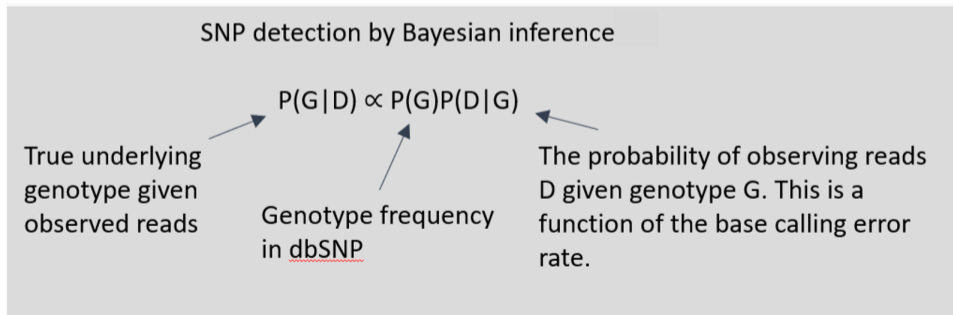 SNP detection by Bayesian inference
P(G|D) ∝ P(G)P(D|G)
True underlying
genotype given
observed reads
Genotype frequency
in dbSNP
The probability of observing reads
D given genotype G. This is a
function of the base calling error
rate.